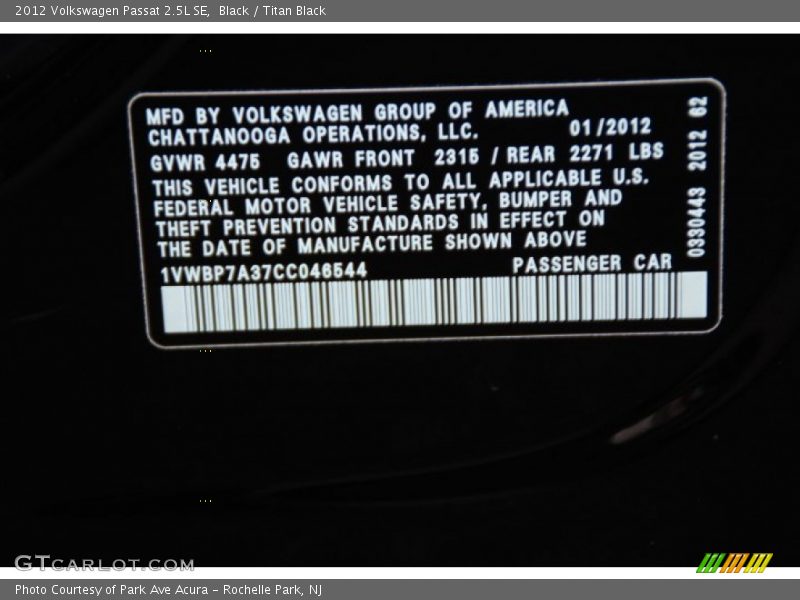 2012 Volkswagen Passat 2.5L SE,  Black / Titan Black
MFD BY VOLKSWAGEN GROUP OF AMERICA
CHATTANOOGA OPERATIONS, LLC. 01/2012
GVWR 4475 GAWR FRONT 2315 / REAR 2271 LBS
THIS VEHICLE CONFORMS TO ALL APPLICABLE U.S.
FEDERAL MOTOR VEHICLE SAFETY, BUMPER AND
THEFT PREVENTION STANDARDS IN EFFECT ON
THE DATE OF MANUFACTURE SHOWN ABOVE
1VWBP7A37CC046544 PASSENGER CAR
0330443 2012 62
GTCARLOT.COM
Photo Courtesy of Park Ave Acura - Rochelle Park, NJ